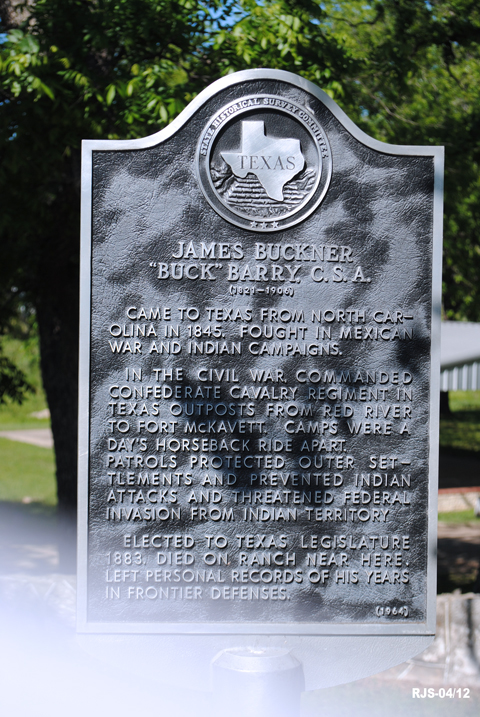 STATE HISTORICAL SURVEY COMMITTEE
TEXAS
JAMES BUCKNER
"BUCK" BARRY, C.S.A.
(1821-1906)
CAME TO TEXAS FROM NORTH CAR-
OLINA IN 1845. FOUGHT IN MEXICAN
WAR AND INDIAN CAMPAIGNS.
IN THE CIVIL WAR, COMMANDED
CONFEDERATE CAVALRY REGIMENT IN
TEXAS OUTPOSTS FROM RED RIVER
TO FORT McKAVETT. CAMPS WERE A
DAY'S HORSEBACK RIDE APART.
PATROLS PROTECTED OUTER SET-
TLEMENTS AND PREVENTED INDIAN
ATTACKS AND THREATENED FEDERAL
INVASION FROM INDIAN TERRITORY
ELECTED TO TEXAS LEGISLATURE
1883. DIED ON RANCH NEAR HERE.
LEFT PERSONAL RECORDS OF HIS YEARS
IN FRONTIER DEFENSES.
(1964)
RJS-04/12